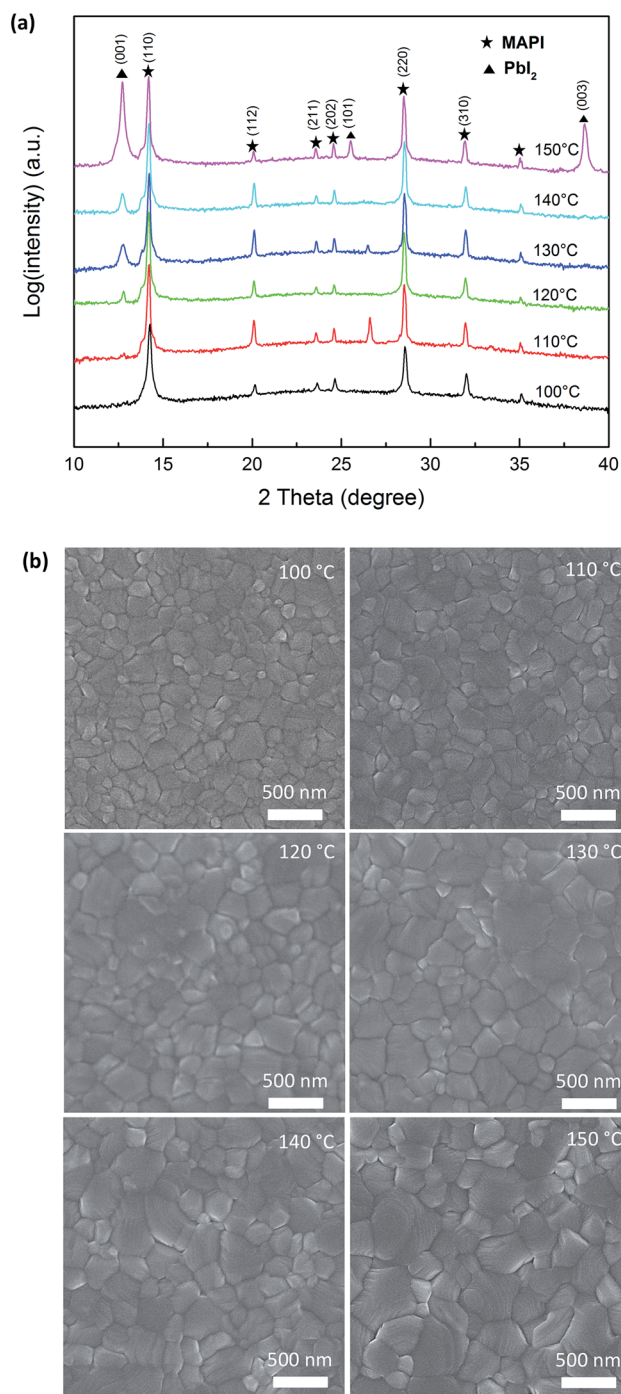 (a)
(001)
(110)
(112)
(211)
(202)
(101)
(220)
(310)
(003)
★ MAPI
▲ PbI₂
150°C
140°C
130°C
120°C
110°C
100°C
Log(intensity) (a.u.)
10 15 20 25 30 35 40
2 Theta (degree)
(b)
100 °C
500 nm
110 °C
500 nm
120 °C
500 nm
130 °C
500 nm
140 °C
500 nm
150 °C
500 nm